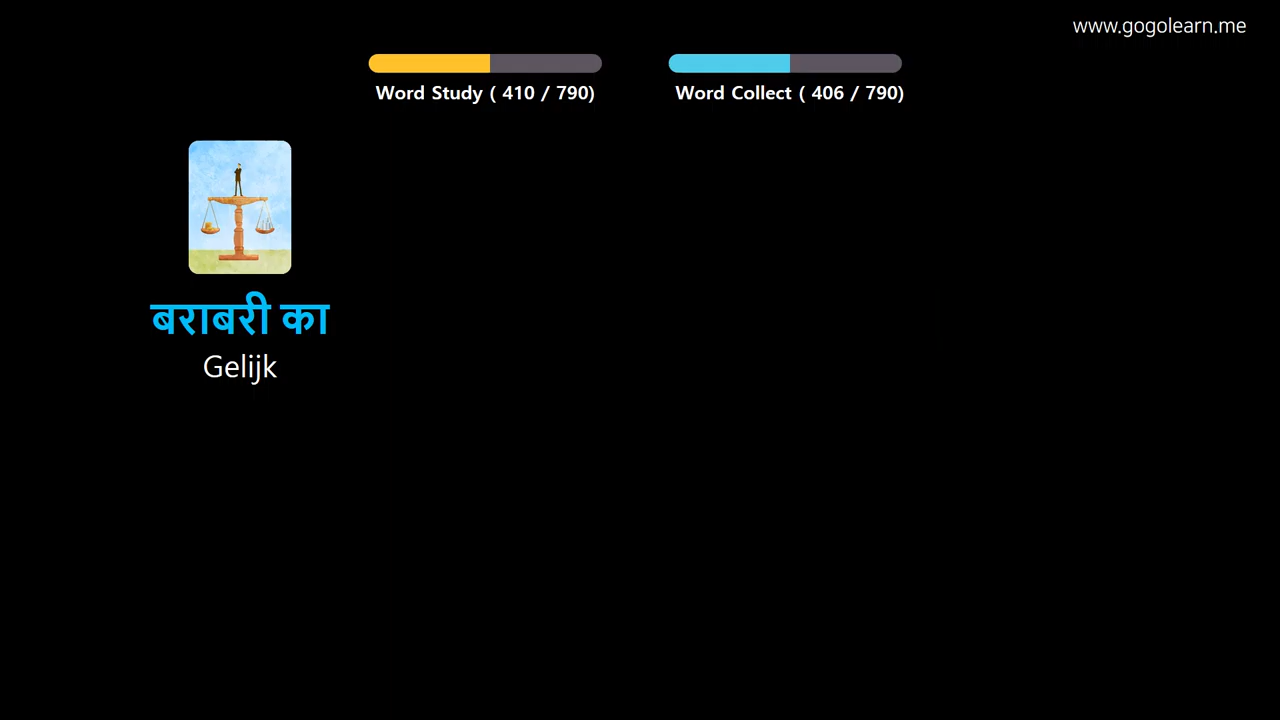 www.gogolearn.me
Word Study ( 410 / 790)
Word Collect ( 406 / 790)
बराबरी का
Gelijk